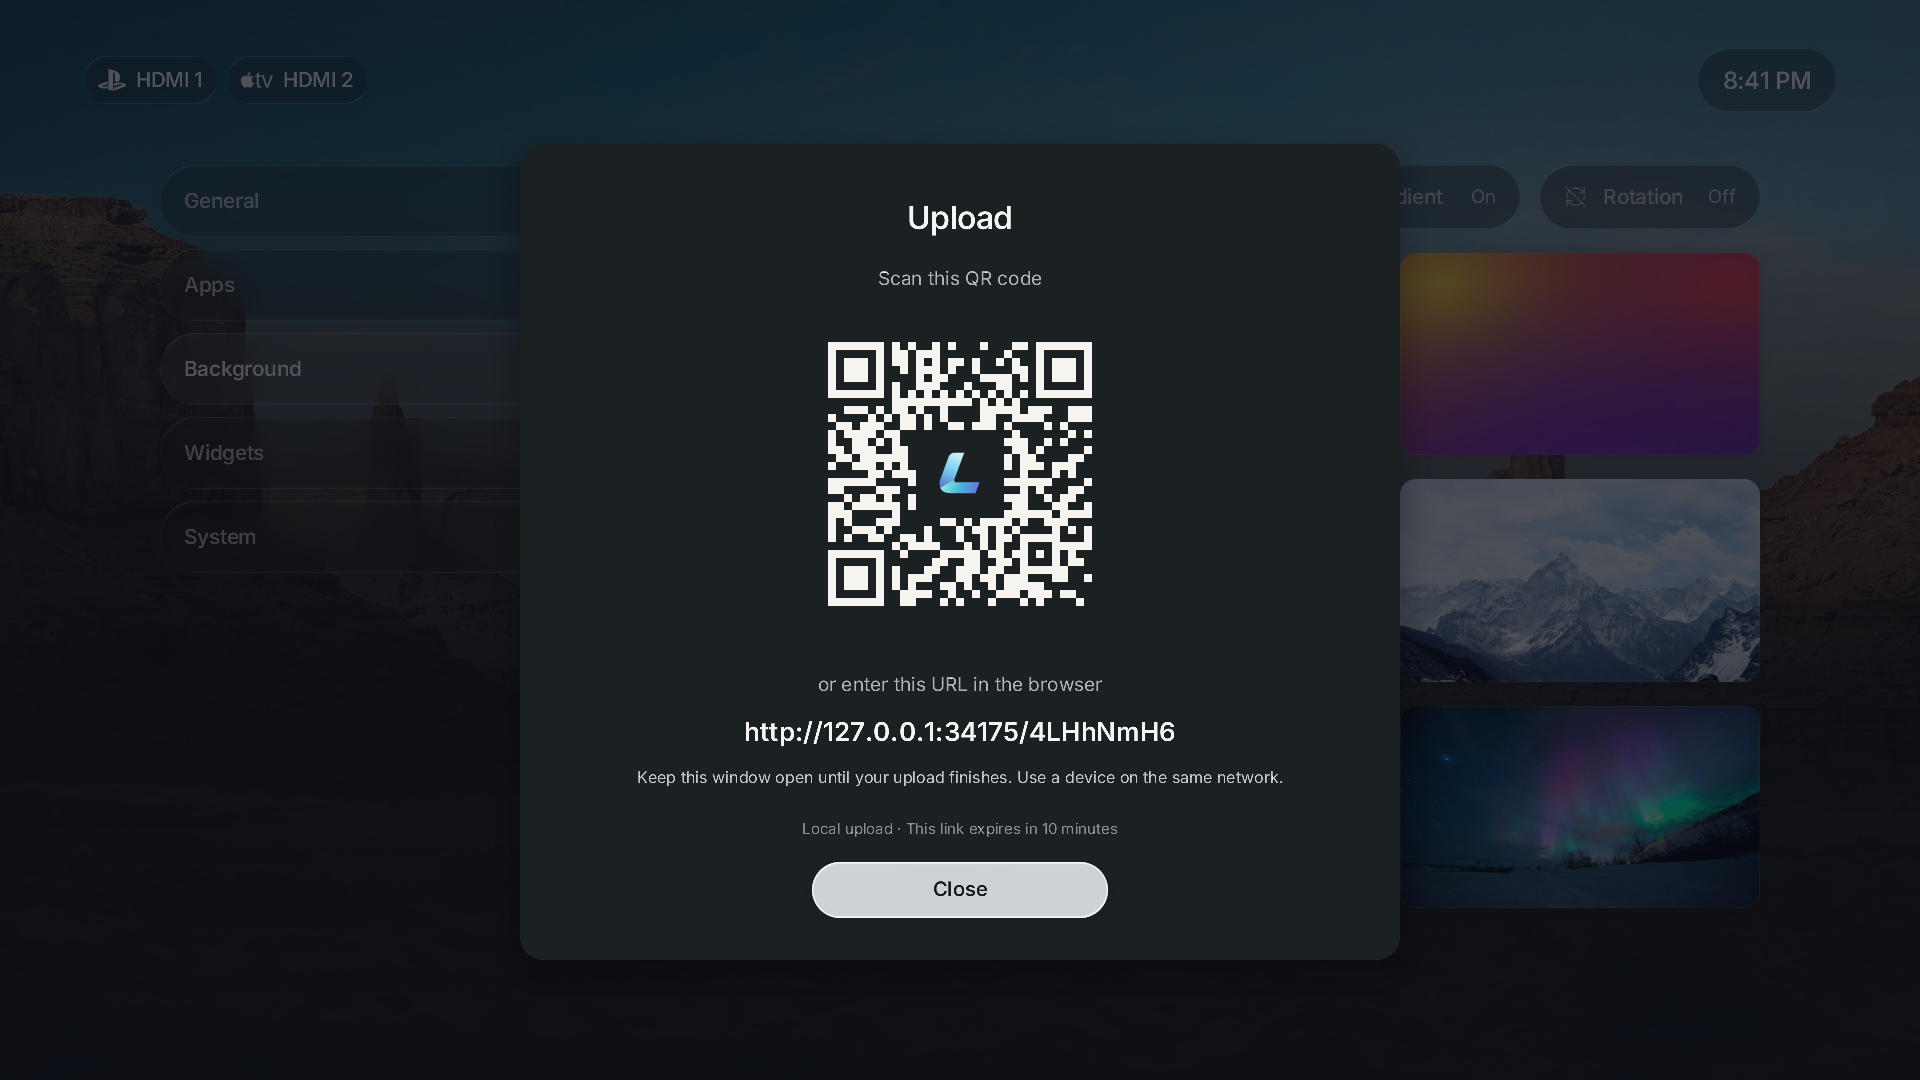 HDMI 1
tv HDMI 2
8:41 PM
General
Apps
Background
Widgets
System
dient On
Rotation Off
Upload
Scan this QR code
or enter this URL in the browser
http://127.0.0.1:34175/4LHhNmH6
Keep this window open until your upload finishes. Use a device on the same network.
Local upload · This link expires in 10 minutes
Close